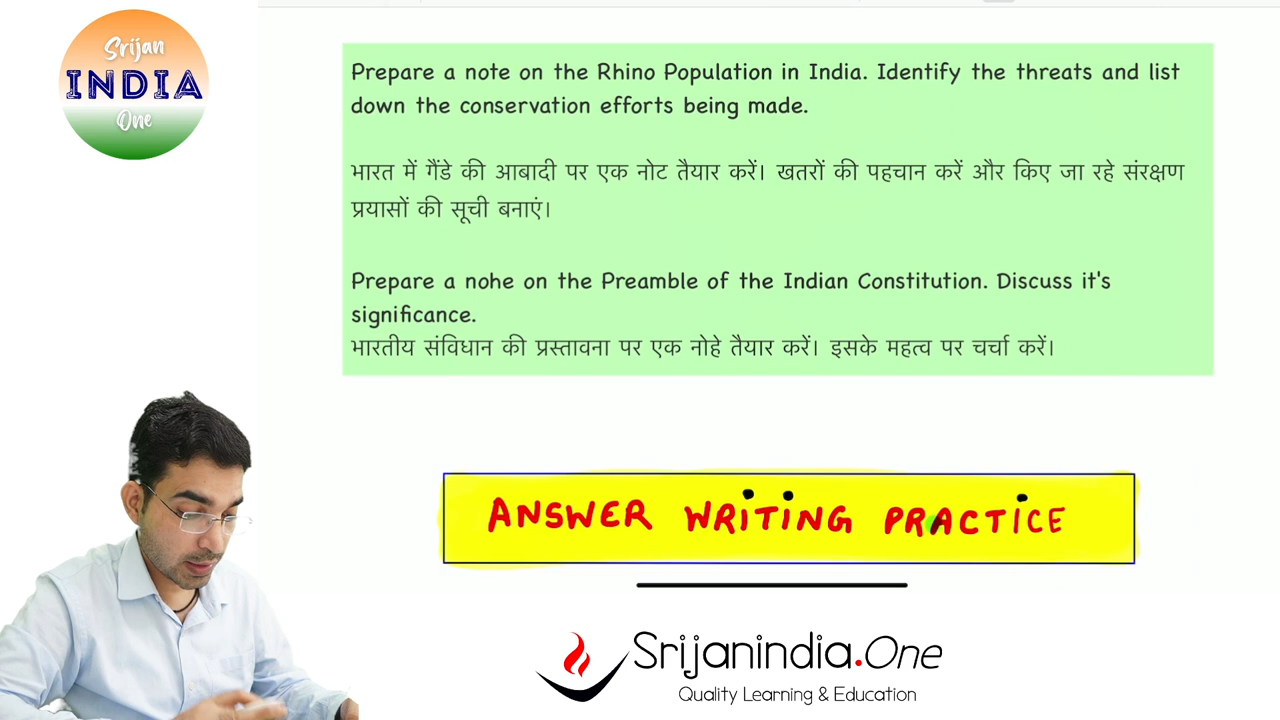 Srijan
INDIA
One
Prepare a note on the Rhino Population in India. Identify the threats and list
down the conservation efforts being made.
भारत में गैंडे की आबादी पर एक नोट तैयार करें। खतरों की पहचान करें और किए जा रहे संरक्षण
प्रयासों की सूची बनाएं।
Prepare a nohe on the Preamble of the Indian Constitution. Discuss it's
significance.
भारतीय संविधान की प्रस्तावना पर एक नोहे तैयार करें। इसके महत्व पर चर्चा करें।
ANSWER WRITING PRACTICE
Srijanindia.One
Quality Learning & Education